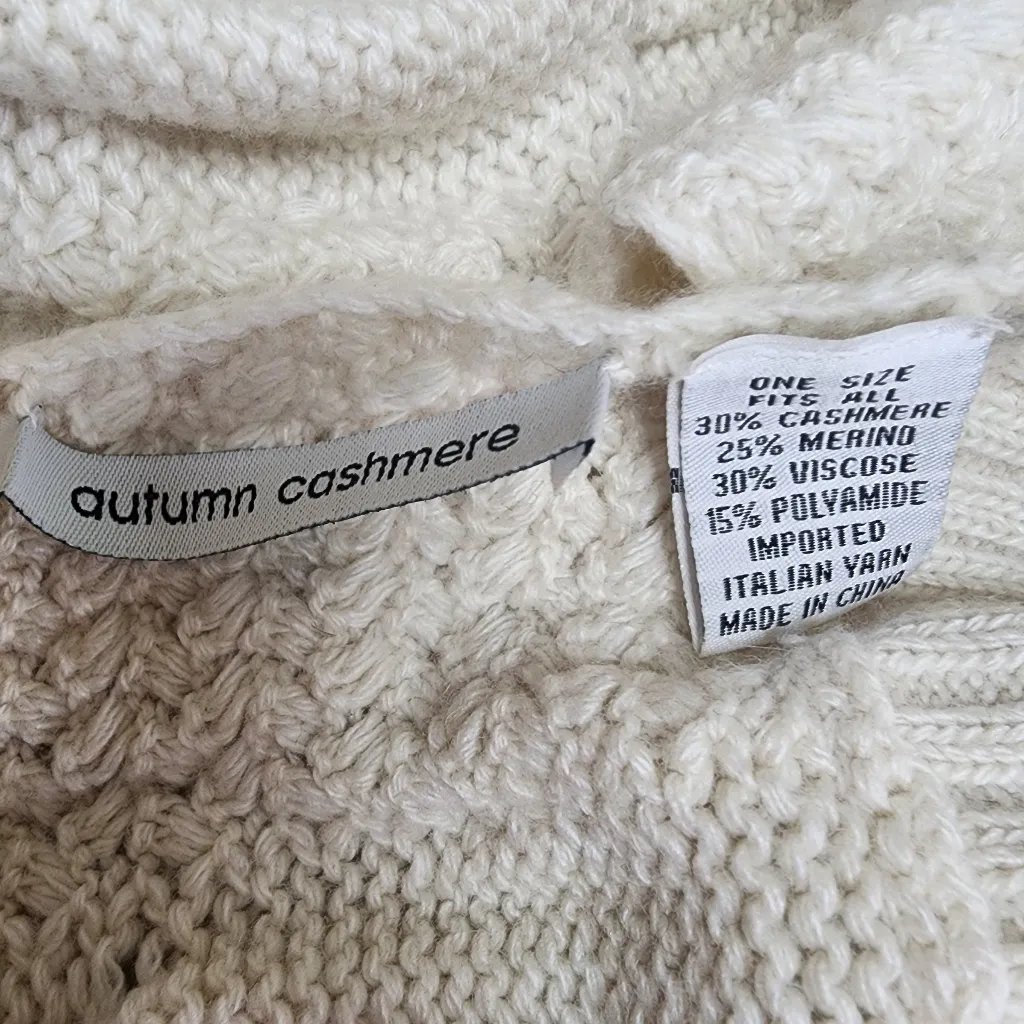 autumn cashmere
ONE SIZE
FITS ALL
30% CASHMERE
25% MERINO
30% VISCOSE
15% POLYAMIDE
IMPORTED
ITALIAN YARN
MADE IN CHINA